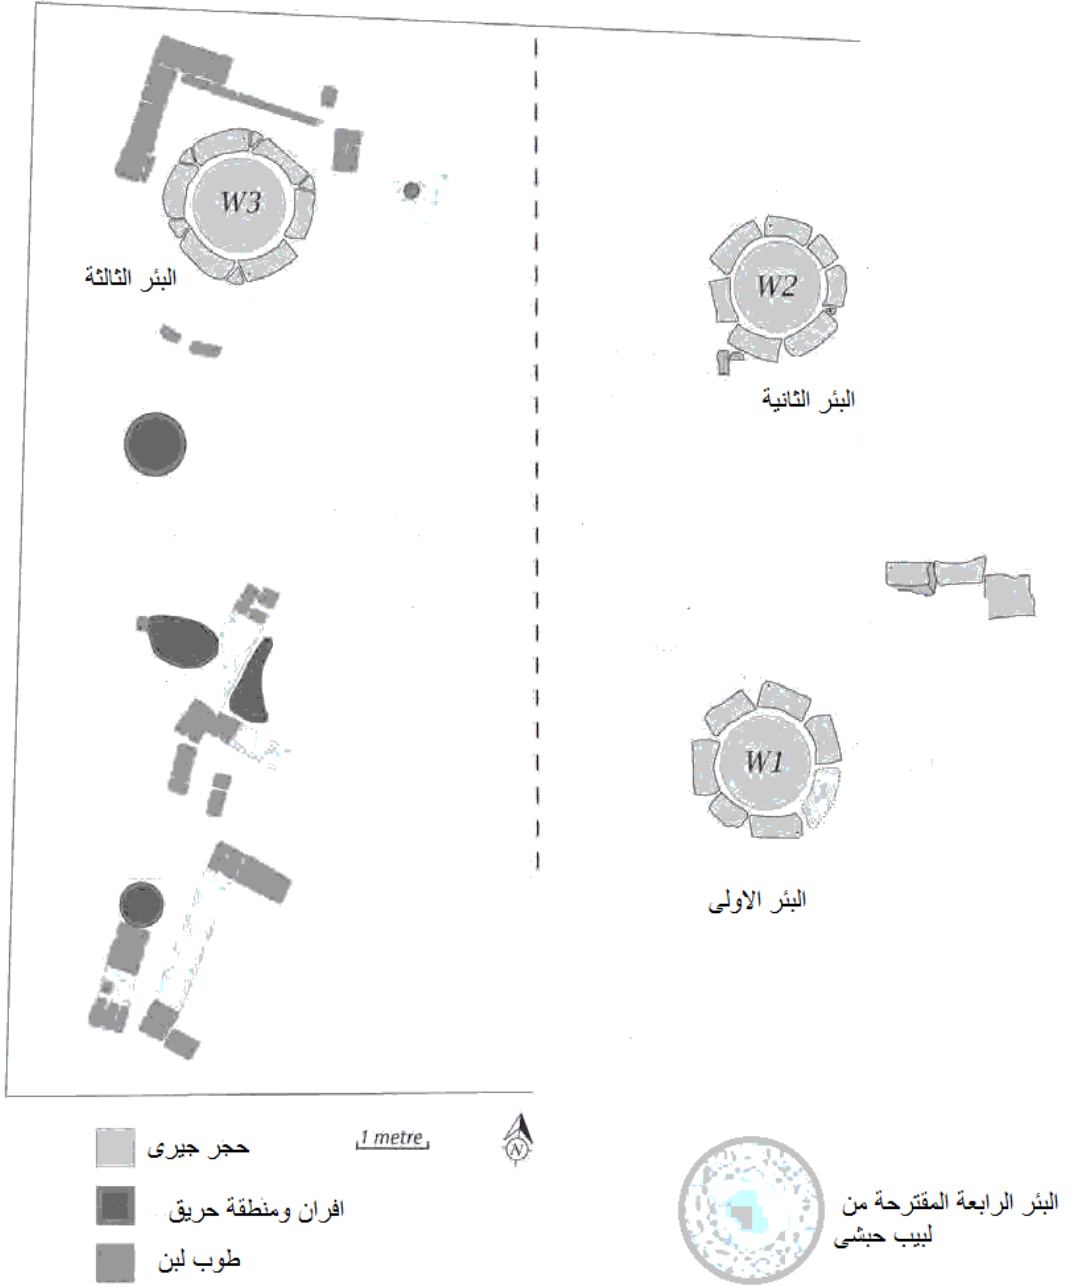 W3
البئر الثالثة
W2
البئر الثانية
W1
البئر الاولى
حجر جيرى
1 metre
N
افران ومنطقة حريق
طوب لبن
البئر الرابعة المقترحة من
لبيب حبشى